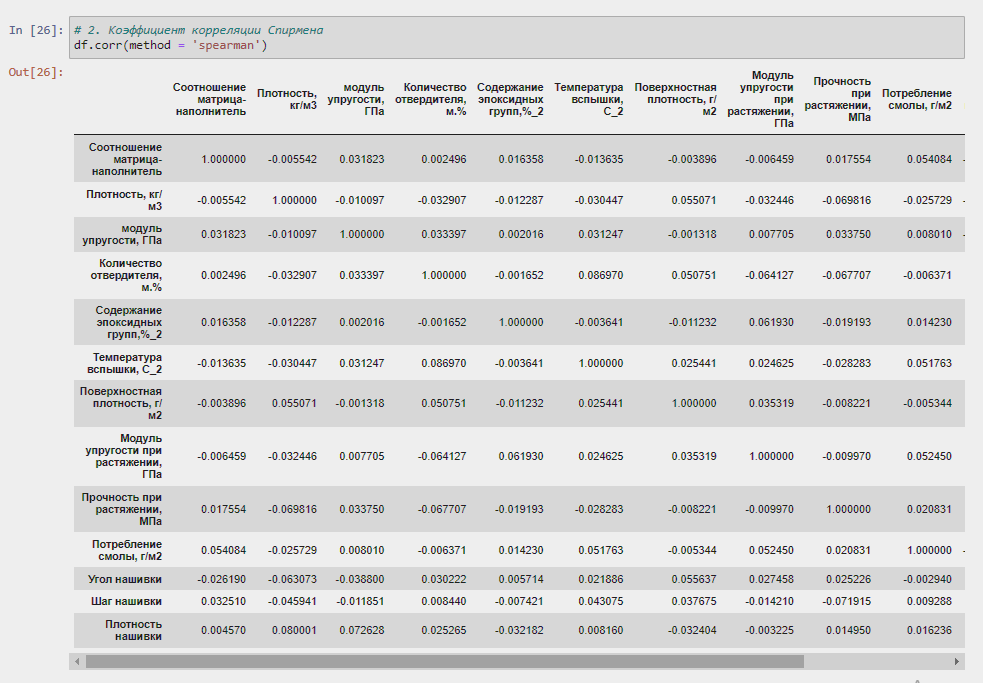 In [26]: # 2. Коэффициент корреляции Спирмена
df.corr(method = 'spearman')
Out[26]:
Соотношение матрица-наполнитель Плотность, кг/м3 модуль упругости, ГПа Количество отвердителя, м.% Содержание эпоксидных групп,%_2 Температура вспышки, С_2 Поверхностная плотность, г/м2 Модуль упругости при растяжении, ГПа Прочность при растяжении, МПа Потребление смолы, г/м2
Соотношение матрица-наполнитель 1.000000 -0.005542 0.031823 0.002496 0.016358 -0.013635 -0.003896 -0.006459 0.017554 0.054084 -
Плотность, кг/м3 -0.005542 1.000000 -0.010097 -0.032907 -0.012287 -0.030447 0.055071 -0.032446 -0.069816 -0.025729 -
модуль упругости, ГПа 0.031823 -0.010097 1.000000 0.033397 0.002016 0.031247 -0.001318 0.007705 0.033750 0.008010 -
Количество отвердителя, м.% 0.002496 -0.032907 0.033397 1.000000 -0.001652 0.086970 0.050751 -0.064127 -0.067707 -0.006371
Содержание эпоксидных групп,%_2 0.016358 -0.012287 0.002016 -0.001652 1.000000 -0.003641 -0.011232 0.061930 -0.019193 0.014230
Температура вспышки, С_2 -0.013635 -0.030447 0.031247 0.086970 -0.003641 1.000000 0.025441 0.024625 -0.028283 0.051763
Поверхностная плотность, г/м2 -0.003896 0.055071 -0.001318 0.050751 -0.011232 0.025441 1.000000 0.035319 -0.008221 -0.005344
Модуль упругости при растяжении, ГПа -0.006459 -0.032446 0.007705 -0.064127 0.061930 0.024625 0.035319 1.000000 -0.009970 0.052450
Прочность при растяжении, МПа 0.017554 -0.069816 0.033750 -0.067707 -0.019193 -0.028283 -0.008221 -0.009970 1.000000 0.020831
Потребление смолы, г/м2 0.054084 -0.025729 0.008010 -0.006371 0.014230 0.051763 -0.005344 0.052450 0.020831 1.000000 -
Угол нашивки -0.026190 -0.063073 -0.038800 0.030222 0.005714 0.021886 0.055637 0.027458 0.025226 -0.002940
Шаг нашивки 0.032510 -0.045941 -0.011851 0.008440 -0.007421 0.043075 0.037675 -0.014210 -0.071915 0.009288
Плотность нашивки 0.004570 0.080001 0.072628 0.025265 -0.032182 0.008160 -0.032404 -0.003225 0.014950 0.016236